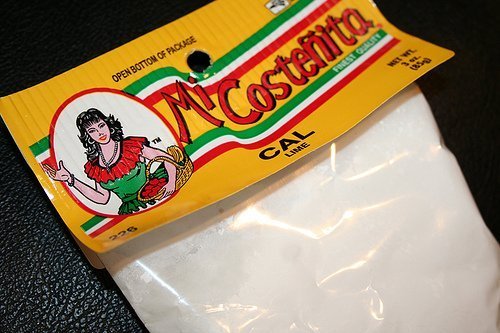 OPEN BOTTOM OF PACKAGE
Mi Costeñita
FINEST QUALITY
NET WT.
3 oz.
(85g)
CAL
LIME
TM
226